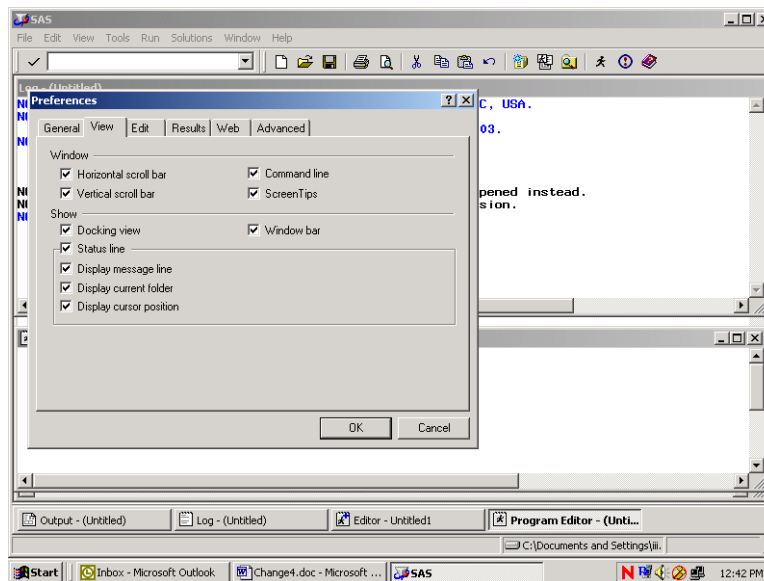 SAS
File Edit View Tools Run Solutions Window Help
Log - (Untitled)
Preferences
C, USA.
03.
pened instead.
sion.
General View Edit Results Web Advanced
Window
Horizontal scroll bar Command line
Vertical scroll bar ScreenTips
Show
Docking view Window bar
Status line
Display message line
Display current folder
Display cursor position
OK Cancel
Output - (Untitled) Log - (Untitled) Editor - Untitled1 Program Editor - (Unti...
C:\Documents and Settings\iii.
Start Inbox - Microsoft Outlook Change4.doc - Microsoft ... SAS N 12:42 PM